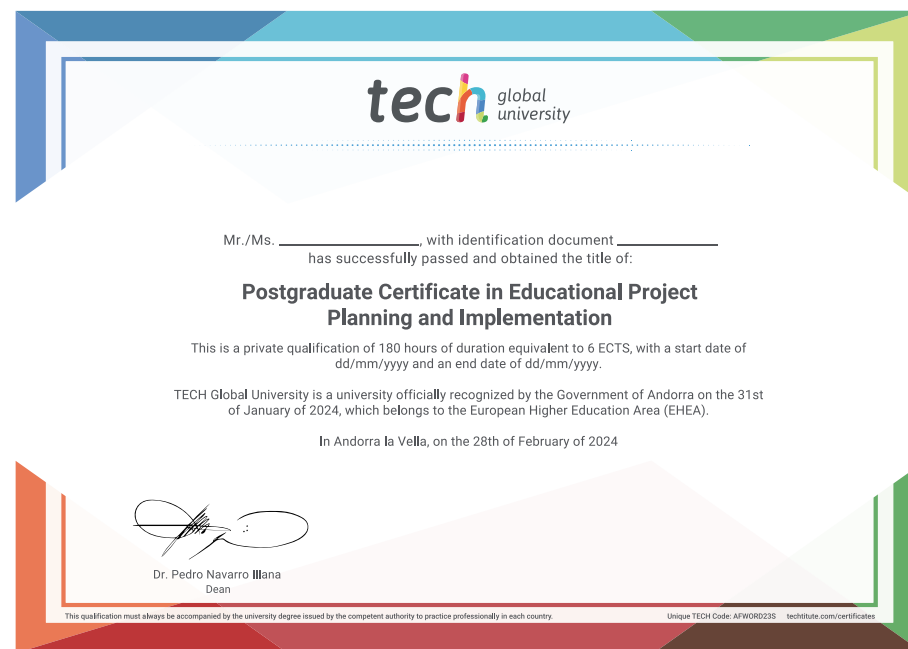 tech global
university
Mr./Ms. ____________________, with identification document ______________
has successfully passed and obtained the title of:
Postgraduate Certificate in Educational Project
Planning and Implementation
This is a private qualification of 180 hours of duration equivalent to 6 ECTS, with a start date of
dd/mm/yyyy and an end date of dd/mm/yyyy.
TECH Global University is a university officially recognized by the Government of Andorra on the 31st
of January of 2024, which belongs to the European Higher Education Area (EHEA).
In Andorra la Vella, on the 28th of February of 2024
Dr. Pedro Navarro Illana
Dean
This qualification must always be accompanied by the university degree issued by the competent authority to practice professionally in each country. Unique TECH Code: AFWORD23S techtitute.com/certificates